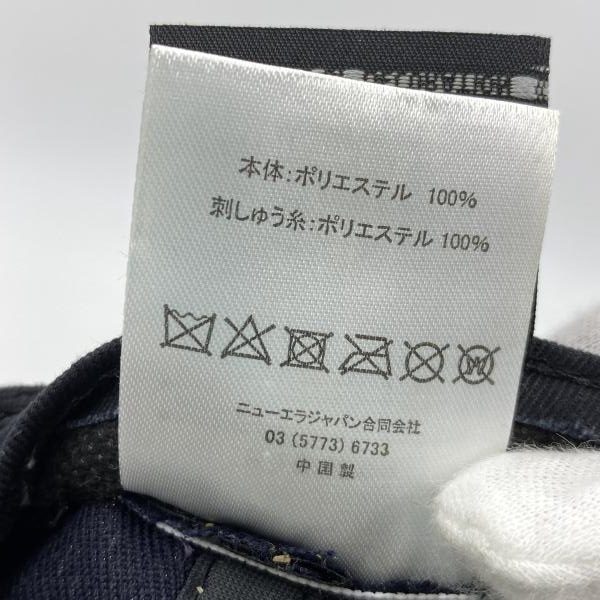 本体:ポリエステル 100%
刺しゅう糸:ポリエステル 100%
ニューエラジャパン合同会社
03 (5773) 6733
中国製